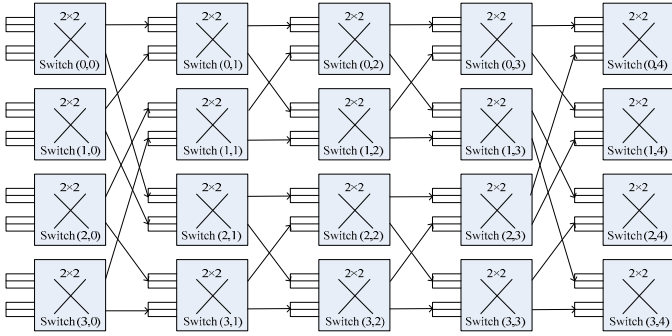 2×2 2×2 2×2 2×2 2×2
Switch (0,0) Switch (0,1) Switch (0,2) Switch (0,3) Switch (0,4)
2×2 2×2 2×2 2×2 2×2
Switch (1,0) Switch (1,1) Switch (1,2) Switch (1,3) Switch (1,4)
2×2 2×2 2×2 2×2 2×2
Switch (2,0) Switch (2,1) Switch (2,2) Switch (2,3) Switch (2,4)
2×2 2×2 2×2 2×2 2×2
Switch (3,0) Switch (3,1) Switch (3,2) Switch (3,3) Switch (3,4)